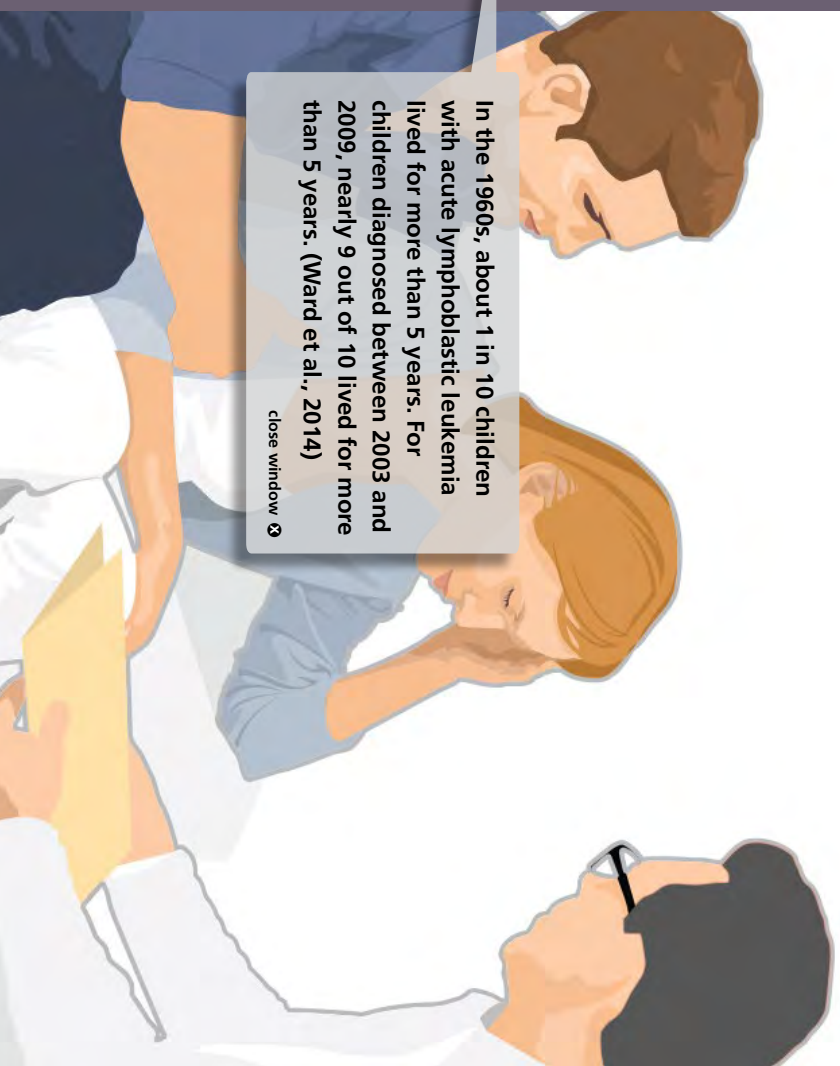 In the 1960s, about 1 in 10 children
with acute lymphoblastic leukemia
lived for more than 5 years. For
children diagnosed between 2003 and
2009, nearly 9 out of 10 lived for more
than 5 years. (Ward et al., 2014)
close window X